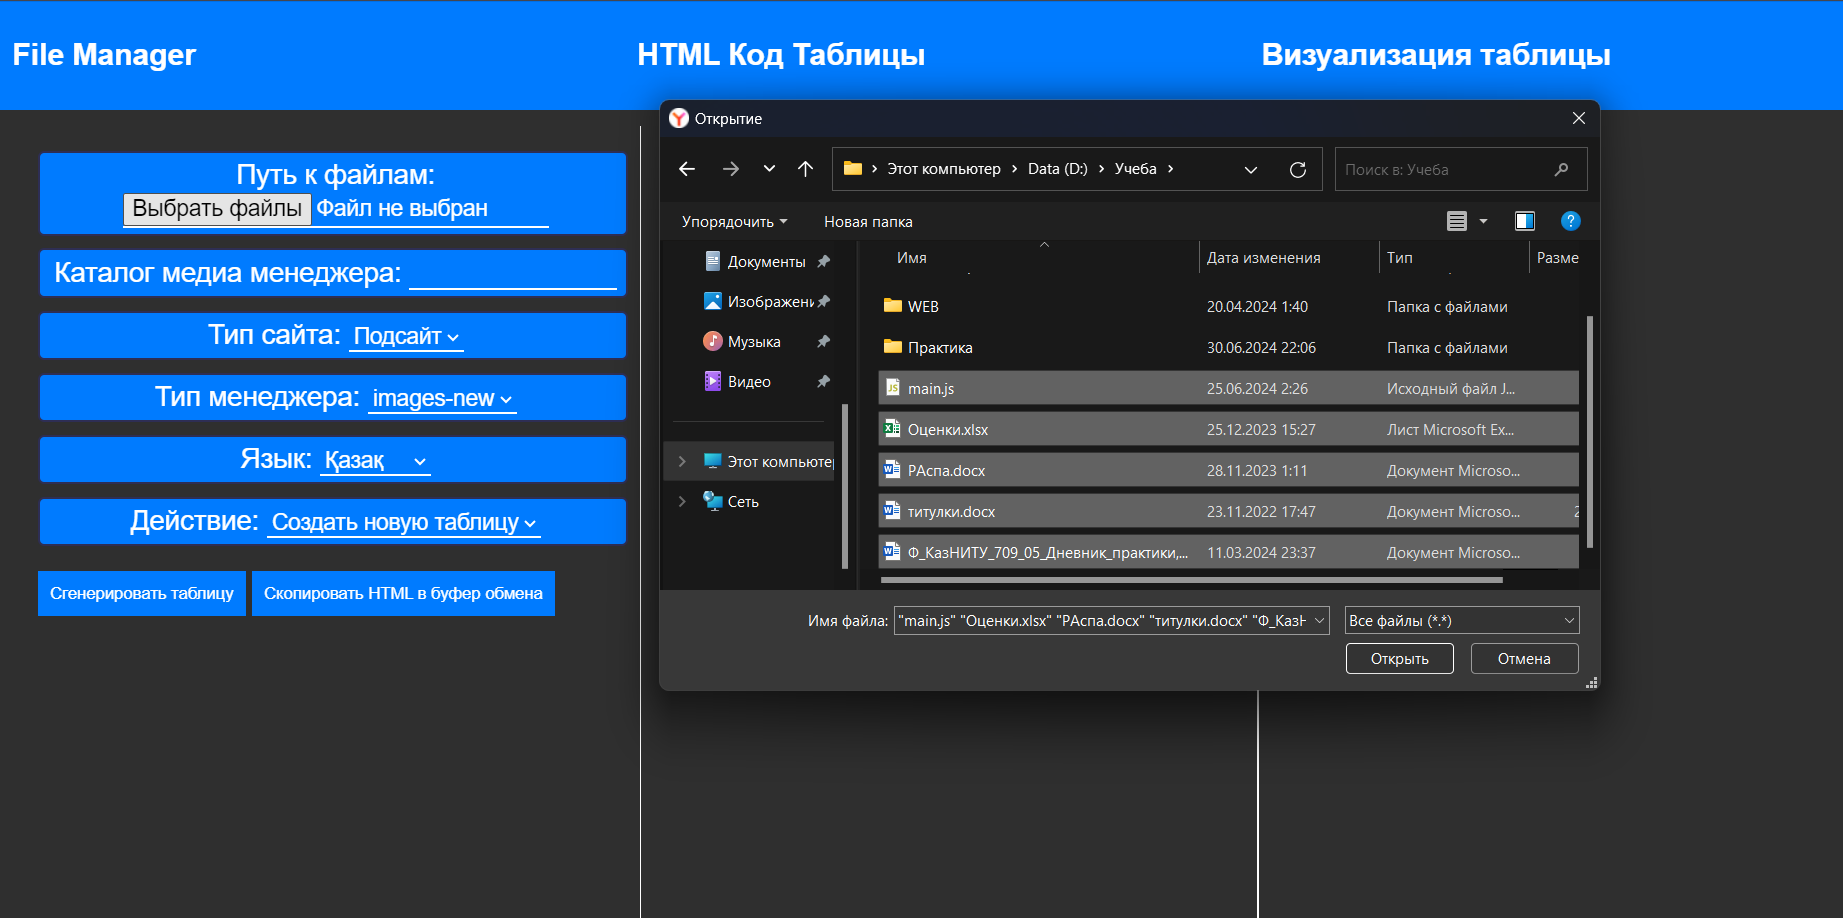 File Manager
HTML Код Таблицы
Визуализация таблицы
Путь к файлам:
Выбрать файлы Файл не выбран
Каталог медиа менеджера:
Тип сайта: Подсайт
Тип менеджера: images-new
Язык: Қазақ
Действие: Создать новую таблицу
Сгенерировать таблицу
Скопировать HTML в буфер обмена
Открытие
Этот компьютер
Data (D:)
Учеба
Поиск в: Учеба
Упорядочить
Новая папка
Документы
Изображени
Музыка
Видео
Этот компьютер
Сеть
Имя Дата изменения Тип Разме
WEB 20.04.2024 1:40 Папка с файлами
Практика 30.06.2024 22:06 Папка с файлами
main.js 25.06.2024 2:26 Исходный файл J...
Оценки.xlsx 25.12.2023 15:27 Лист Microsoft Ex...
РАспа.docx 28.11.2023 1:11 Документ Microso...
титулки.docx 23.11.2022 17:47 Документ Microso... 2
Ф_КазНИТУ_709_05_Дневник_практики,... 11.03.2024 23:37 Документ Microso...
Имя файла: "main.js" "Оценки.xlsx" "РАспа.docx" "титулки.docx" "Ф_КазН
Все файлы (*.*)
Открыть
Отмена